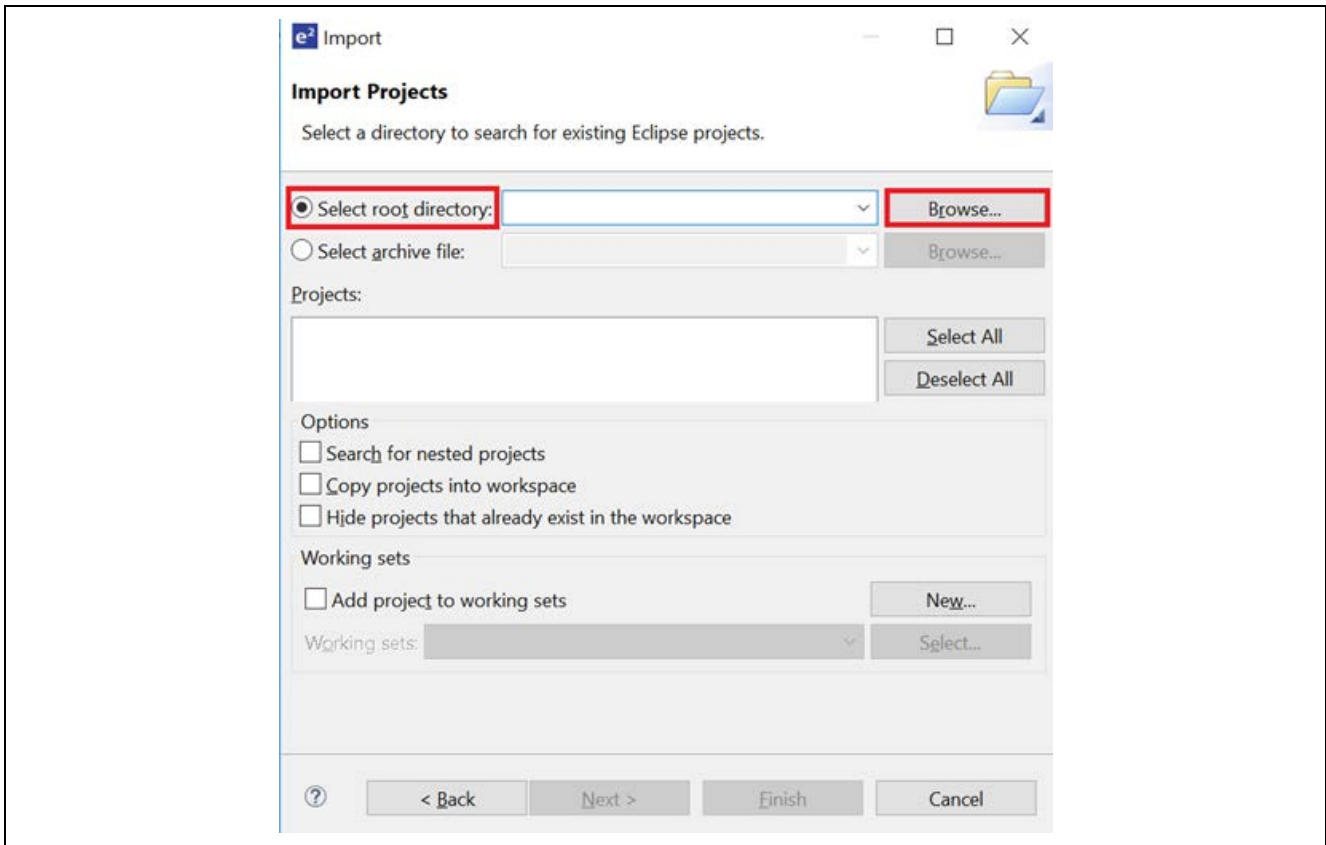 e² Import
Import Projects
Select a directory to search for existing Eclipse projects.
Select root directory: Browse...
Select archive file: Browse...
Projects:
Select All
Deselect All
Options
Search for nested projects
Copy projects into workspace
Hide projects that already exist in the workspace
Working sets
Add project to working sets New...
Working sets: Select...
? < Back Next > Finish Cancel